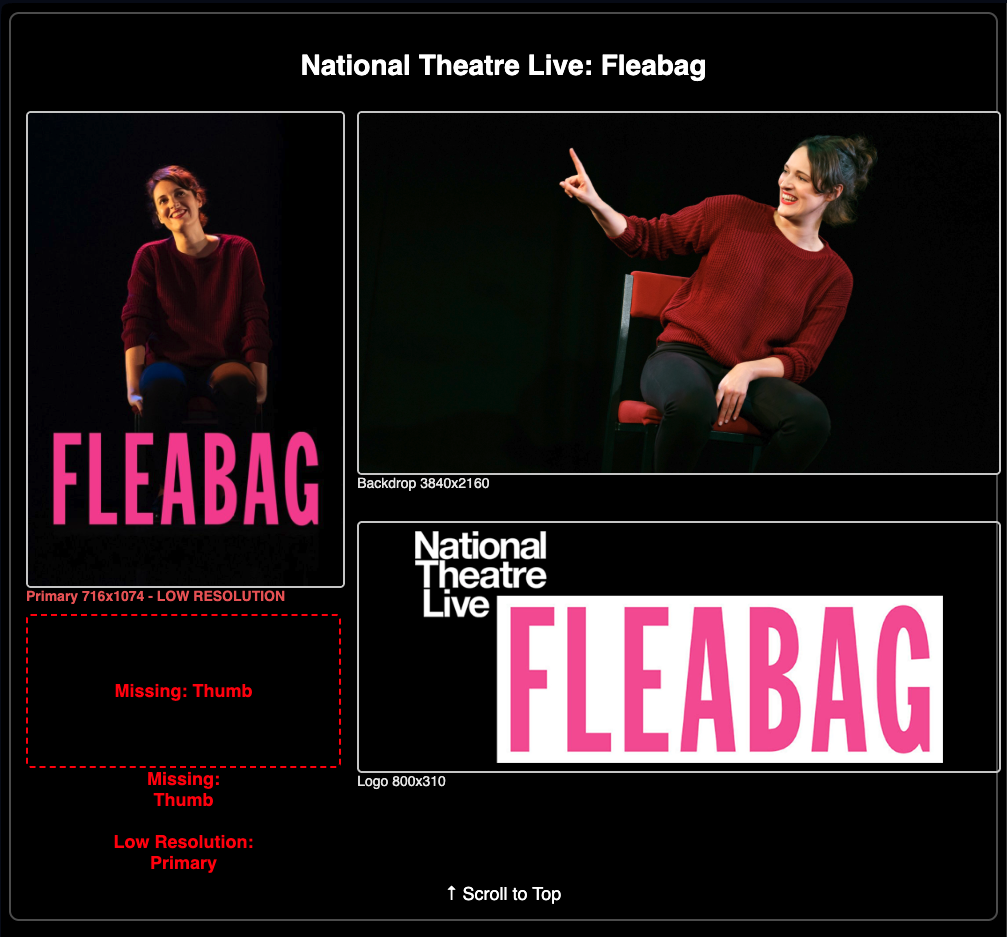 National Theatre Live: Fleabag
FLEABAG
Primary 716x1074 - LOW RESOLUTION
Missing: Thumb
Missing:
Thumb
Low Resolution:
Primary
Backdrop 3840x2160
National
Theatre
Live
FLEABAG
Logo 800x310
↑ Scroll to Top